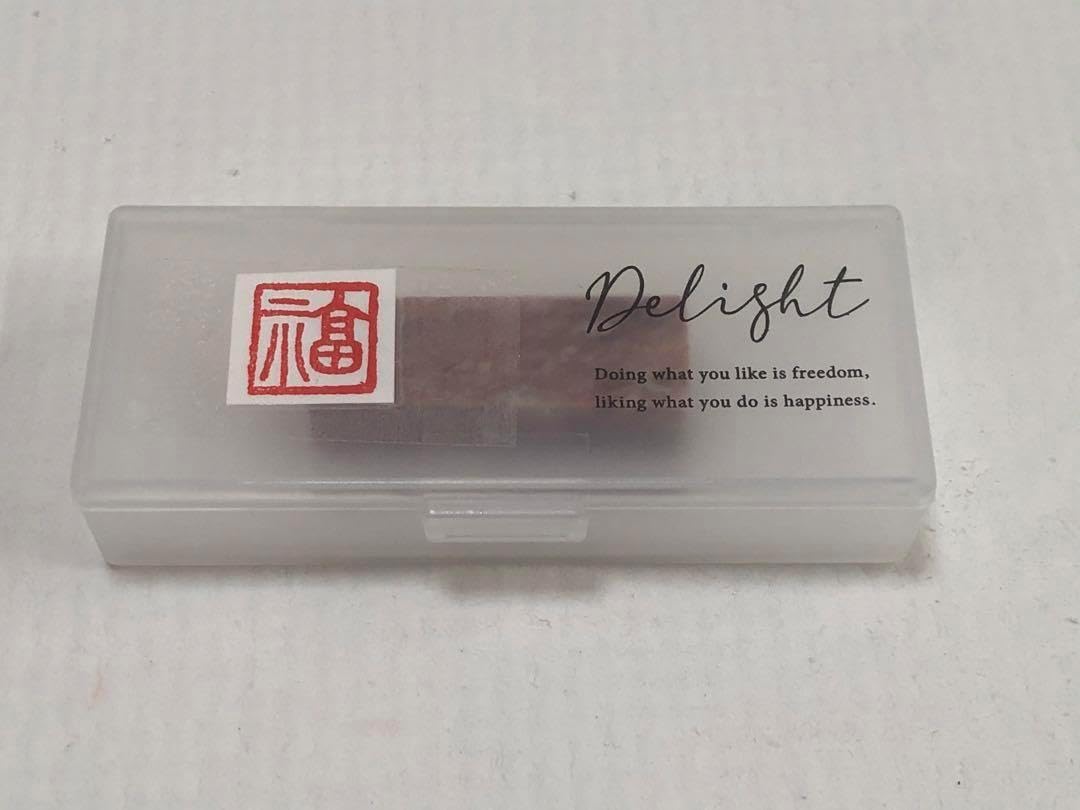 福
Delight
Doing what you like is freedom,
liking what you do is happiness.